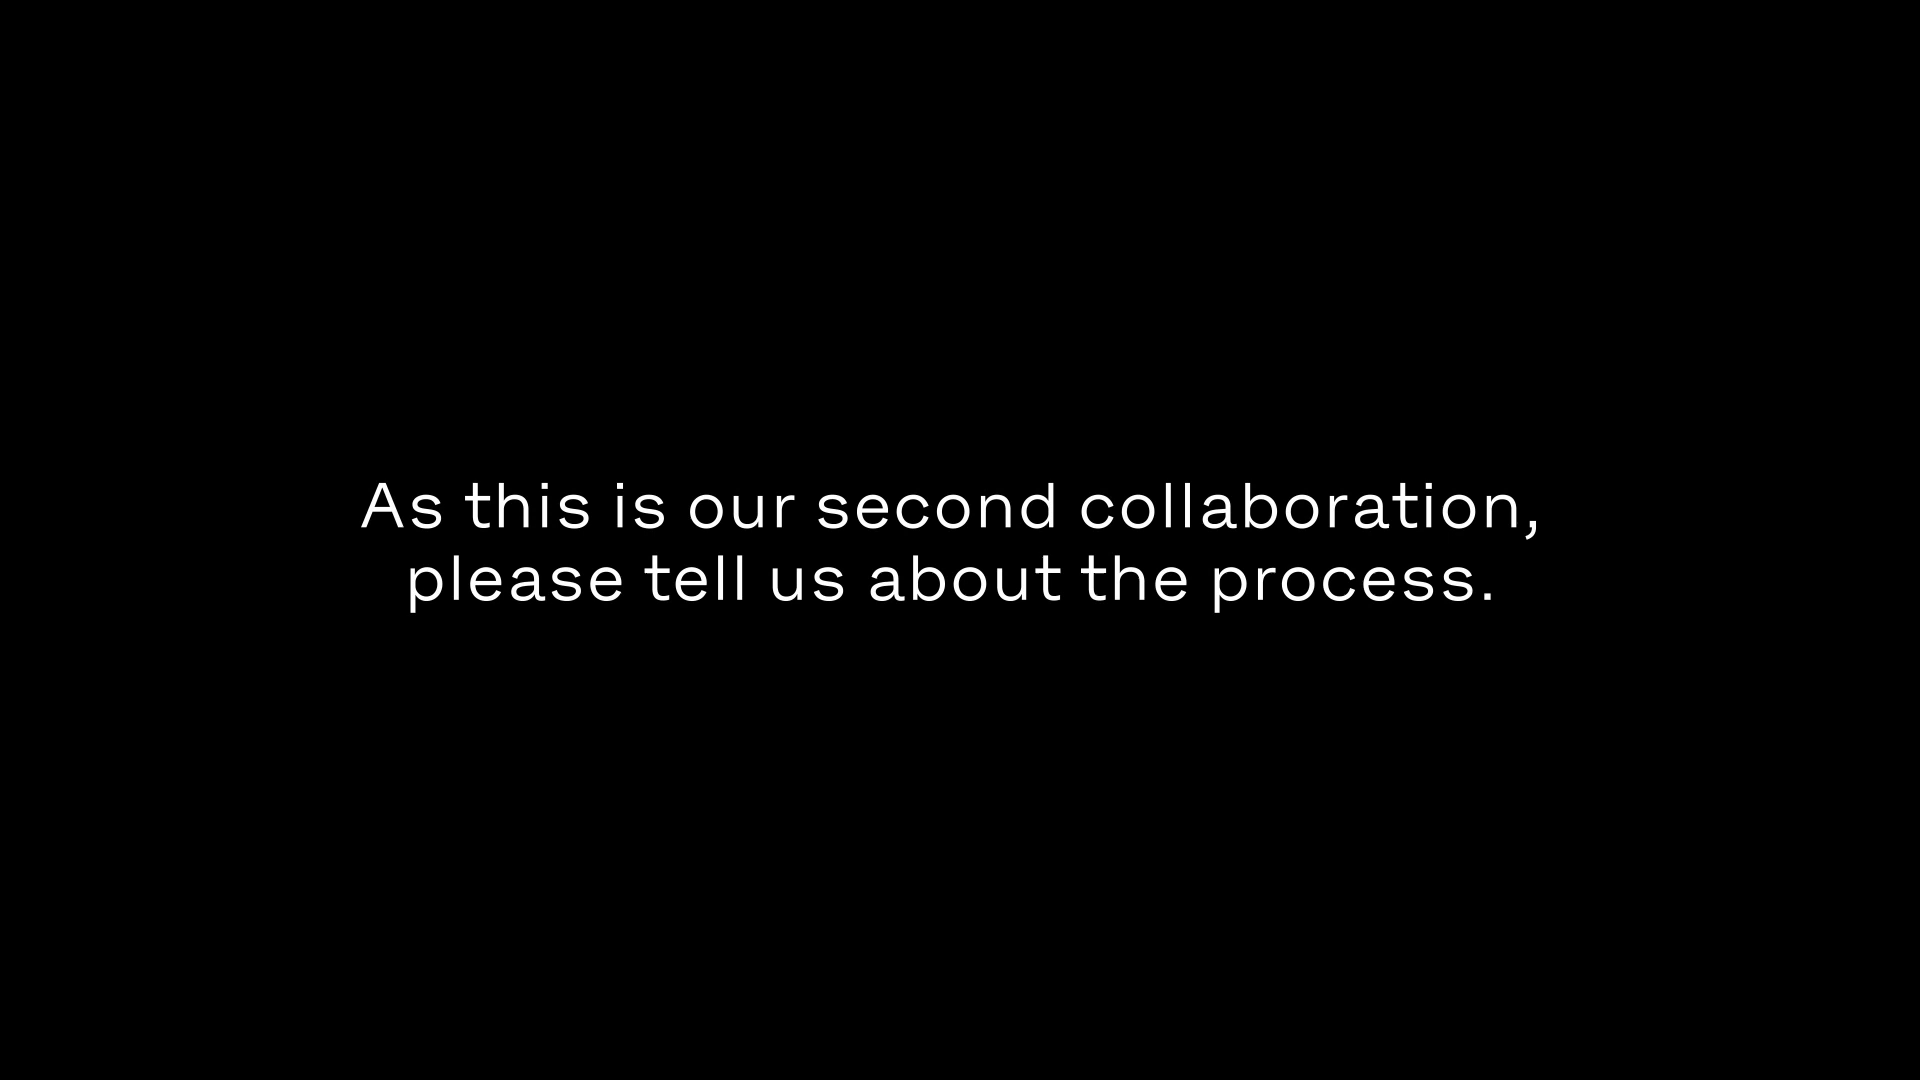 As this is our second collaboration,
please tell us about the process.